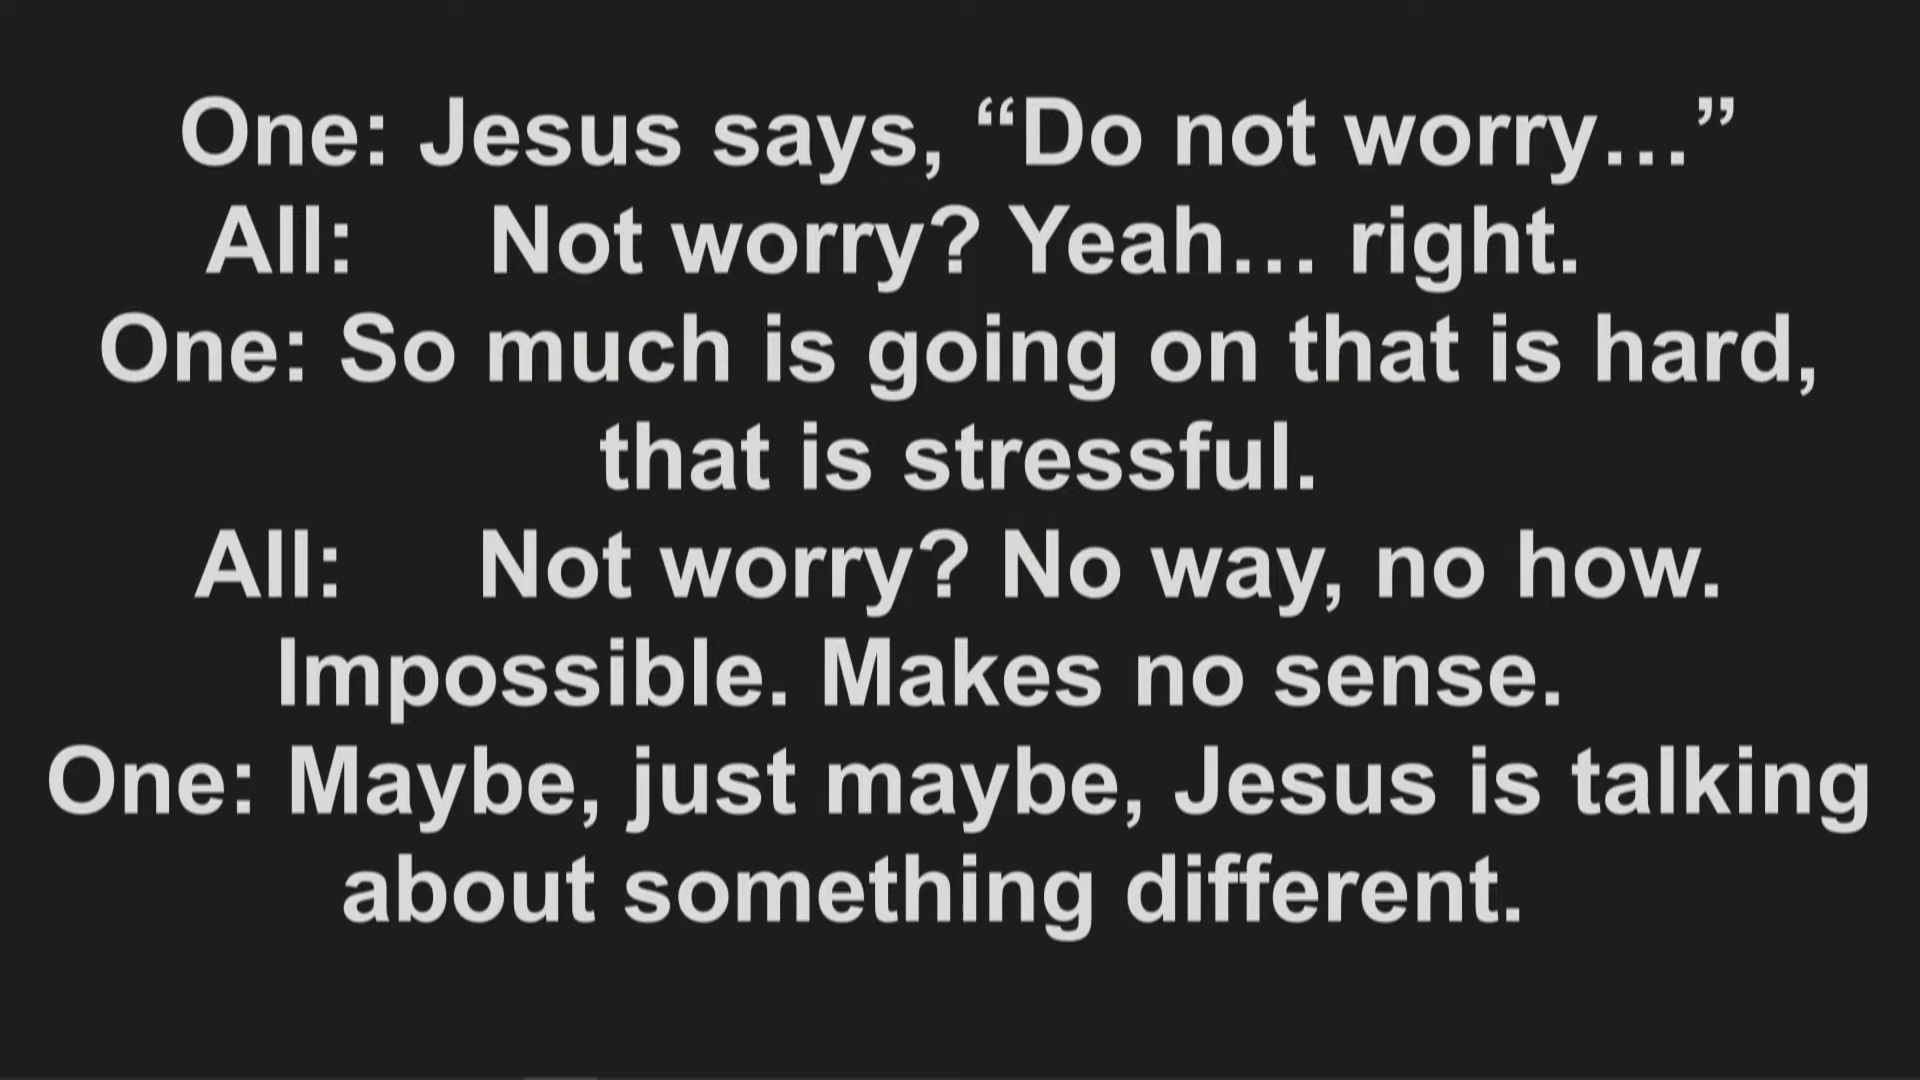 One: Jesus says, “Do not worry…”
All: Not worry? Yeah… right.
One: So much is going on that is hard,
that is stressful.
All: Not worry? No way, no how.
Impossible. Makes no sense.
One: Maybe, just maybe, Jesus is talking
about something different.